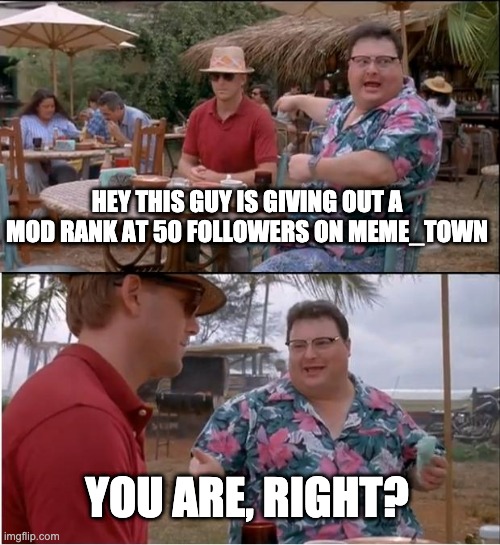 HEY THIS GUY IS GIVING OUT A
MOD RANK AT 50 FOLLOWERS ON MEME_TOWN
YOU ARE, RIGHT?
imgflip.com